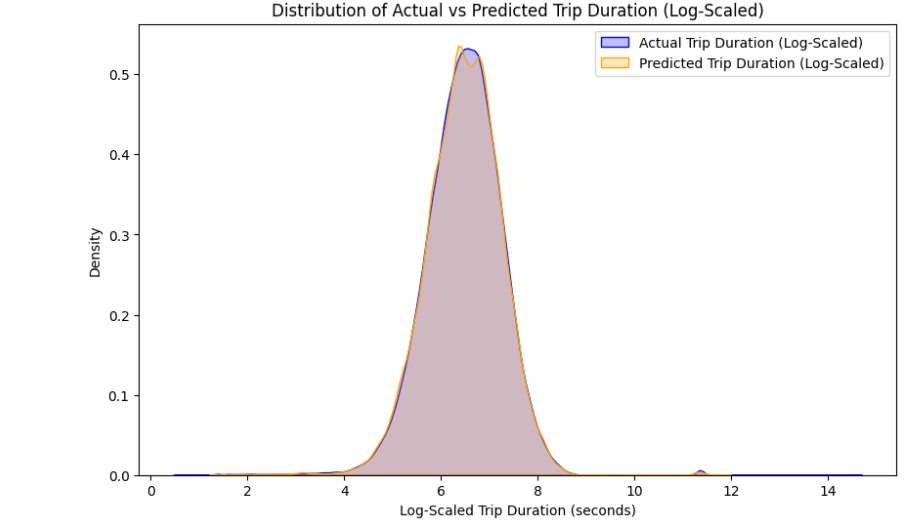 Distribution of Actual vs Predicted Trip Duration (Log-Scaled)
Actual Trip Duration (Log-Scaled)
Predicted Trip Duration (Log-Scaled)
Density
0.5
0.4
0.3
0.2
0.1
0.0
0 2 4 6 8 10 12 14
Log-Scaled Trip Duration (seconds)